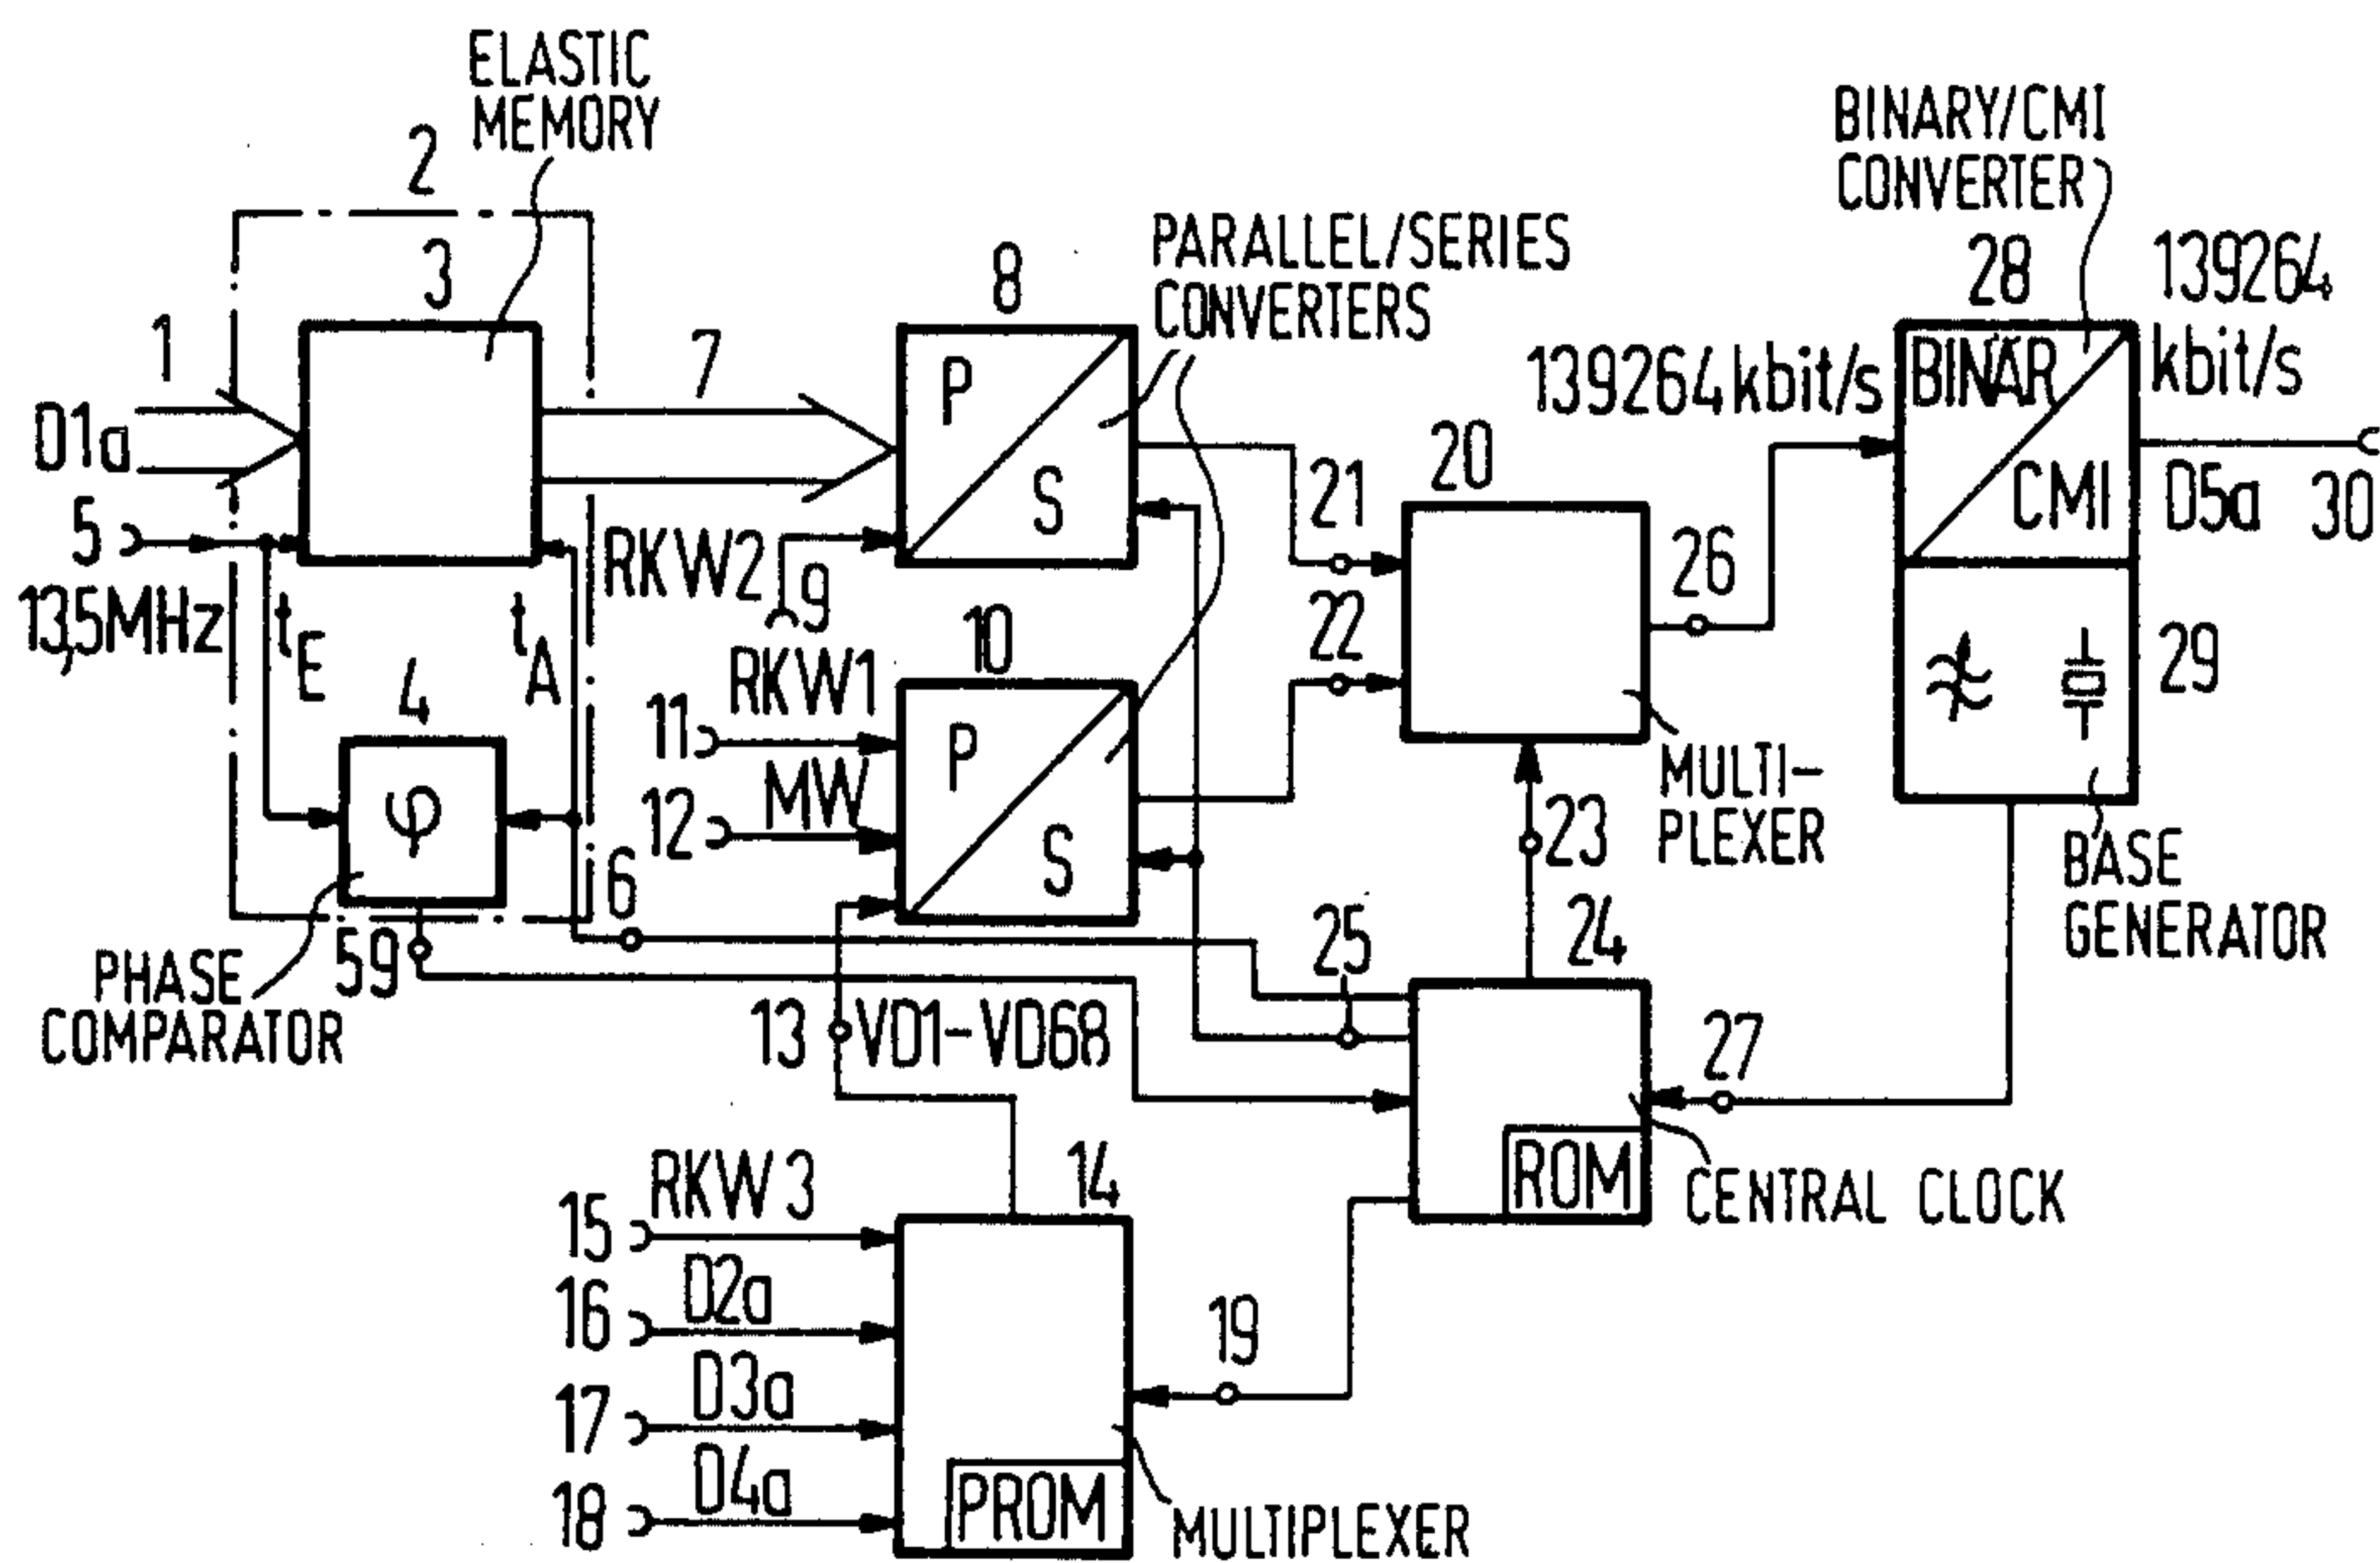 ELASTIC
MEMORY
2
3
1
D1a
5
13,5MHz
tE
tA
4
φ
PHASE
COMPARATOR
59
6
7
RKW2
9
8
P
S
PARALLEL/SERIES
CONVERTERS
10
P
S
11
RKW1
12
MW
13
VD1-VD68
14
15
RKW3
16
D2a
17
D3a
18
D4a
PROM
MULTIPLEXER
19
20
21
22
MULTI-
PLEXER
23
24
25
ROM
CENTRAL CLOCK
26
27
139264 kbit/s
BINARY/CMI
CONVERTER
28
BINÄR
CMI
139264
kbit/s
D5a
30
29
BASE
GENERATOR